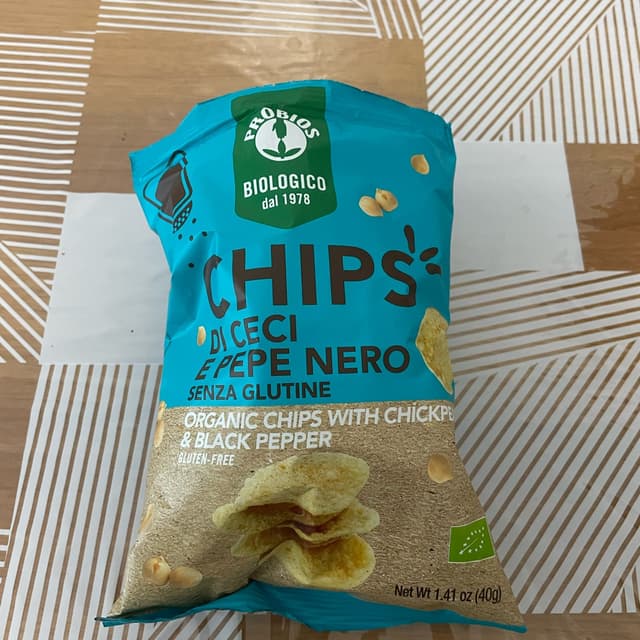 PROBIOS
BIOLOGICO
dal 1978
CHIPS
DI CECI
E PEPE NERO
SENZA GLUTINE
ORGANIC CHIPS WITH CHICKPE
& BLACK PEPPER
GLUTEN-FREE
Net Wt 1.41 oz (40g)